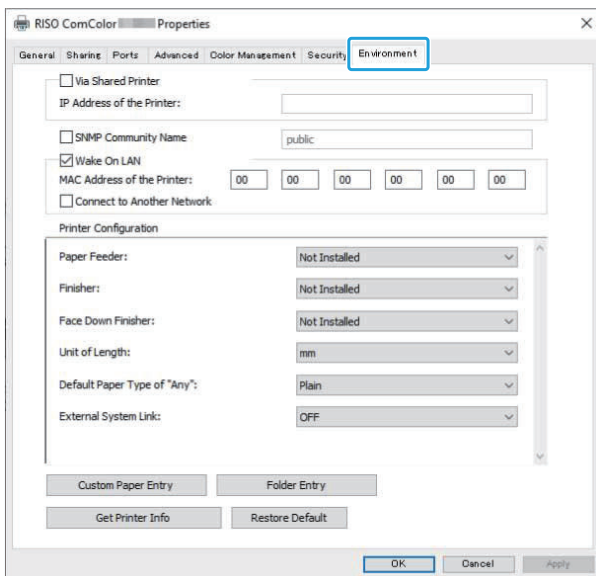 RISO ComColor Properties
General Sharing Ports Advanced Color Management Security Environment
Via Shared Printer
IP Address of the Printer:
SNMP Community Name public
Wake On LAN
MAC Address of the Printer: 00 00 00 00 00 00
Connect to Another Network
Printer Configuration
Paper Feeder: Not Installed
Finisher: Not Installed
Face Down Finisher: Not Installed
Unit of Length: mm
Default Paper Type of "Any": Plain
External System Link: OFF
Custom Paper Entry Folder Entry
Get Printer Info Restore Default
OK Cancel Apply